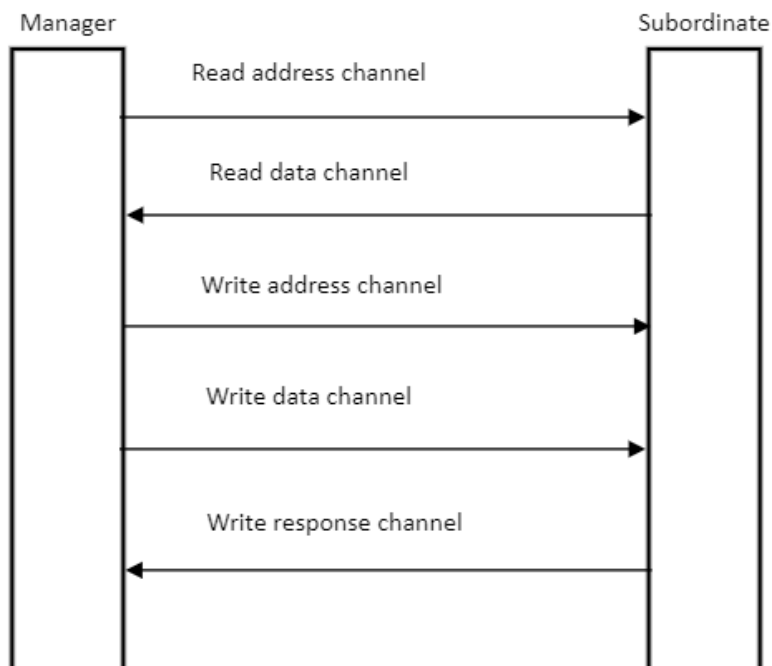 Manager
Subordinate
Read address channel
Read data channel
Write address channel
Write data channel
Write response channel